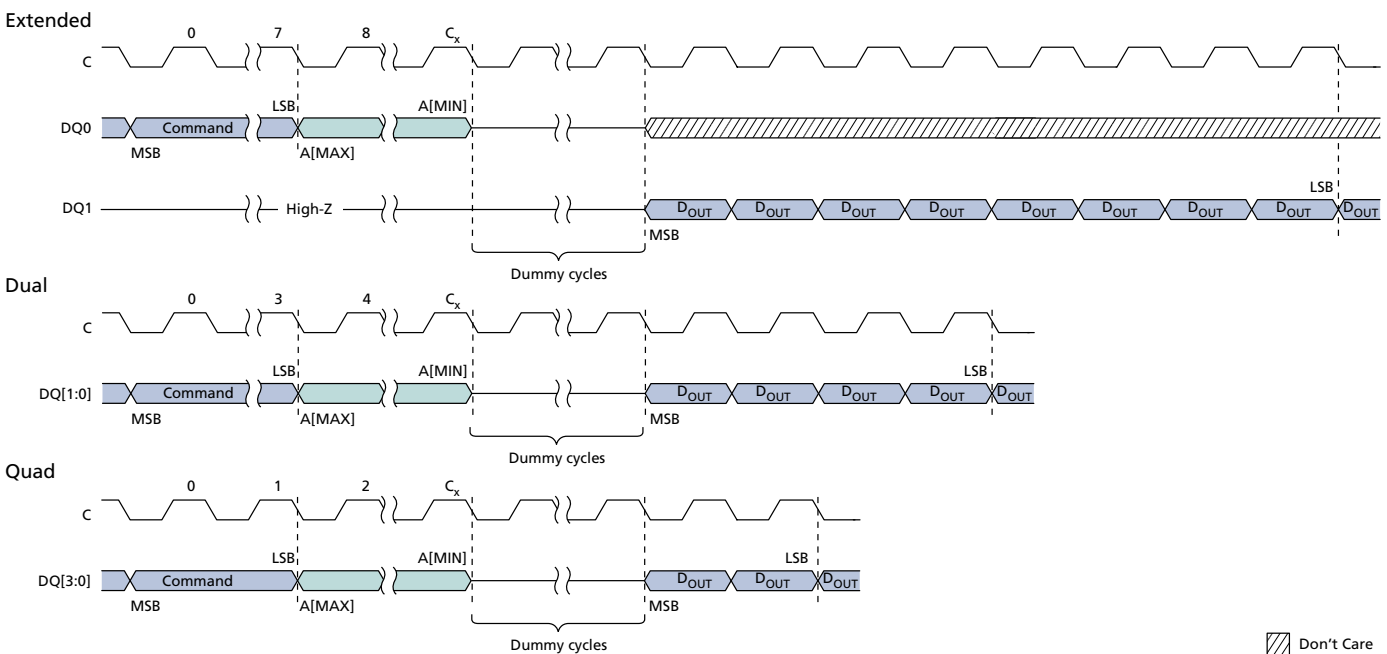 Extended
0 7 8 Cx
C
LSB A[MIN]
DQ0 Command
MSB A[MAX]
LSB
DQ1 High-Z DOUT DOUT DOUT DOUT DOUT DOUT DOUT DOUT DOUT
MSB
Dummy cycles
Dual
0 3 4 Cx
C
LSB A[MIN] LSB
DQ[1:0] Command DOUT DOUT DOUT DOUT DOUT
MSB A[MAX] MSB
Dummy cycles
Quad
0 1 2 Cx
C
LSB A[MIN] LSB
DQ[3:0] Command DOUT DOUT DOUT
MSB A[MAX] MSB
Dummy cycles
Don't Care